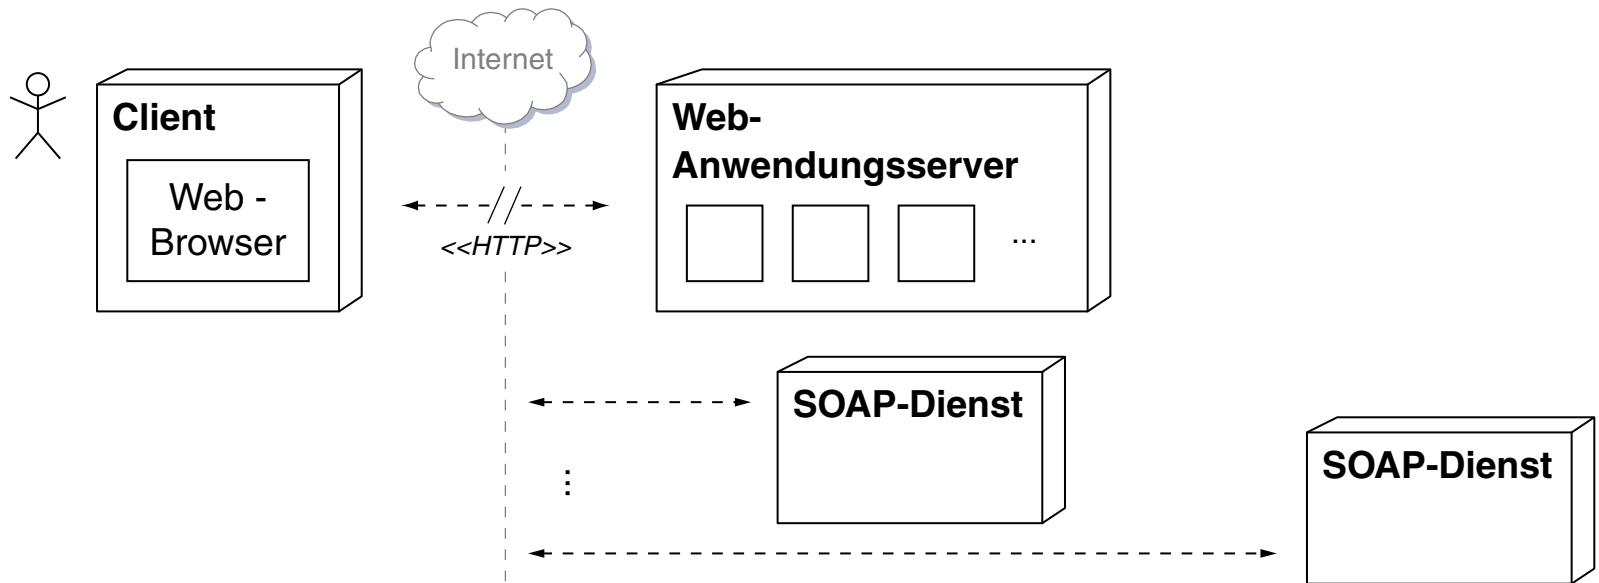 Internet
Client
Web -
Browser
<<HTTP>>
Web-
Anwendungsserver
...
SOAP-Dienst
...
SOAP-Dienst